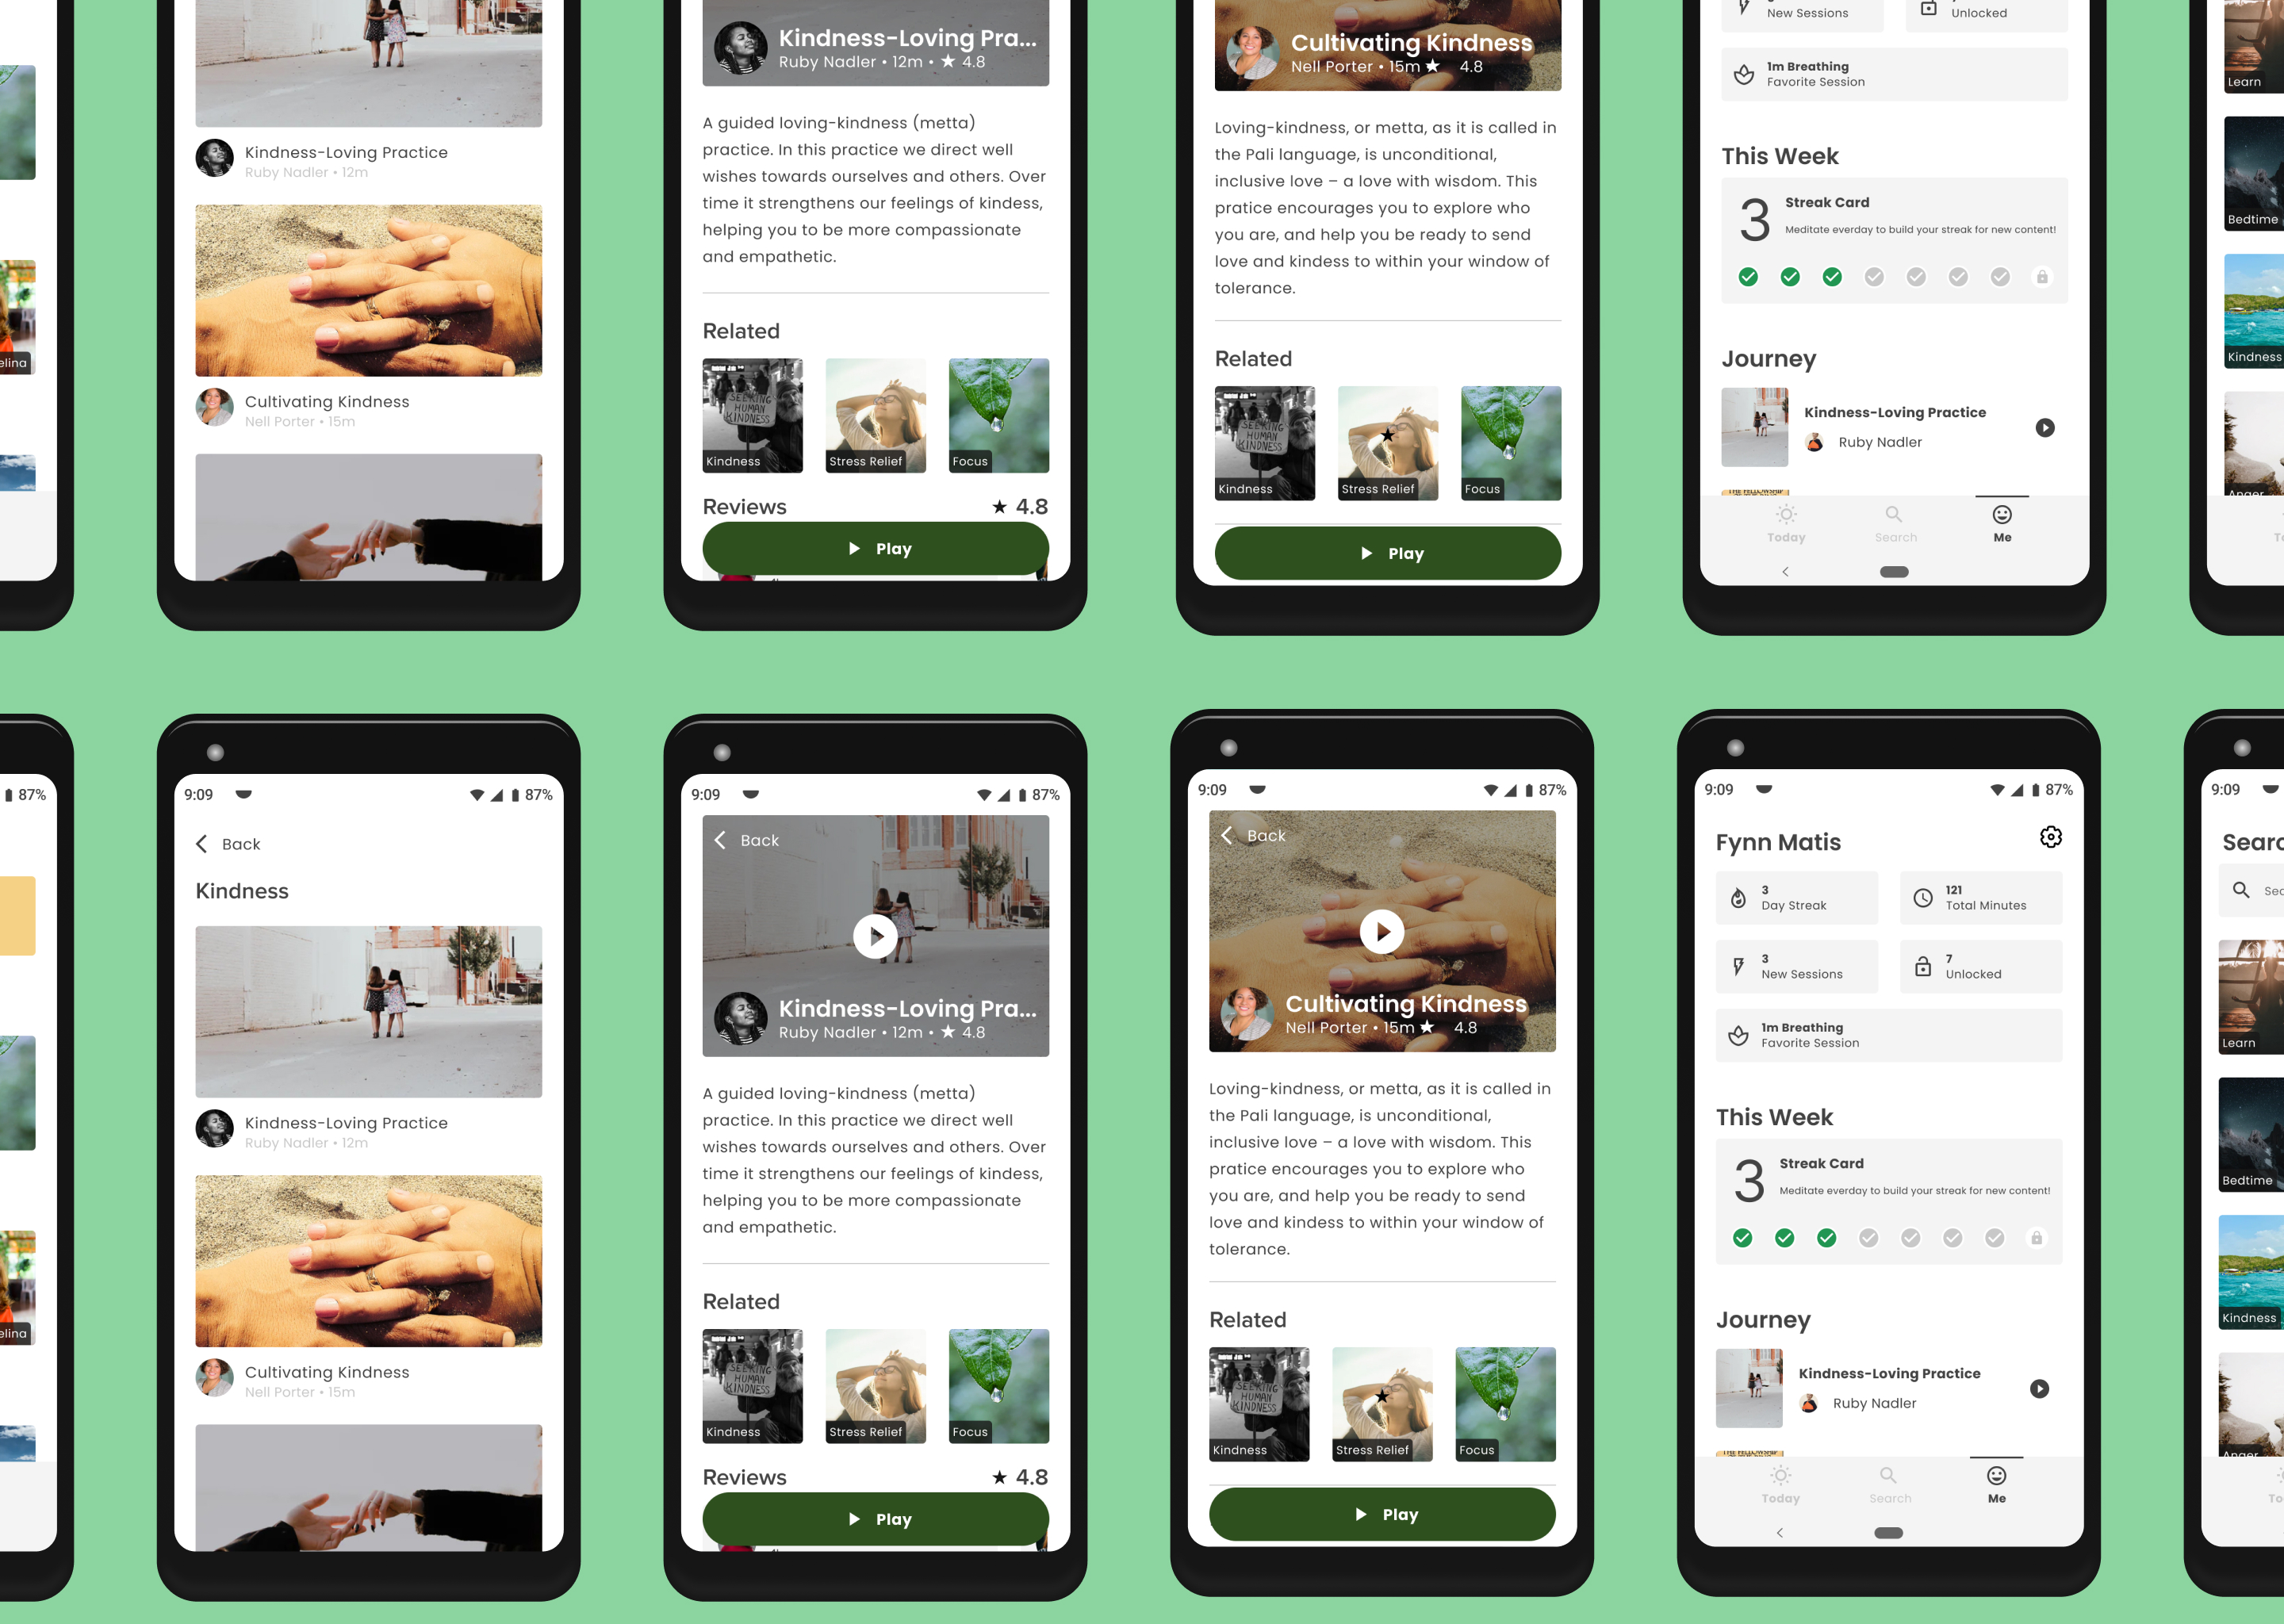 elina
Kindness-Loving Practice
Ruby Nadler • 12m
Cultivating Kindness
Nell Porter • 15m
Kindness-Loving Pra...
Ruby Nadler • 12m • ★ 4.8
A guided loving-kindness (metta)
practice. In this practice we direct well
wishes towards ourselves and others. Over
time it strengthens our feelings of kindess,
helping you to be more compassionate
and empathetic.
Related
SEEKING
HUMAN
KINDNESS
Kindness
Stress Relief
Focus
Reviews
★ 4.8
Play
Cultivating Kindness
Nell Porter • 15m ★ 4.8
Loving-kindness, or metta, as it is called in
the Pali language, is unconditional,
inclusive love – a love with wisdom. This
pratice encourages you to explore who
you are, and help you be ready to send
love and kindess to within your window of
tolerance.
Related
SEEKING
HUMAN
KINDNESS
Kindness
Stress Relief
Focus
Play
New Sessions
Unlocked
1m Breathing
Favorite Session
This Week
3
Streak Card
Meditate everday to build your streak for new content!
Journey
Kindness-Loving Practice
Ruby Nadler
Today
Search
Me
Learn
Bedtime
Kindness
Anger
87%
elina
9:09
87%
Back
Kindness
Kindness-Loving Practice
Ruby Nadler • 12m
Cultivating Kindness
Nell Porter • 15m
9:09
87%
Back
Kindness-Loving Pra...
Ruby Nadler • 12m • ★ 4.8
A guided loving-kindness (metta)
practice. In this practice we direct well
wishes towards ourselves and others. Over
time it strengthens our feelings of kindess,
helping you to be more compassionate
and empathetic.
Related
SEEKING
HUMAN
KINDNESS
Kindness
Stress Relief
Focus
Reviews
★ 4.8
Play
9:09
87%
Back
Cultivating Kindness
Nell Porter • 15m ★ 4.8
Loving-kindness, or metta, as it is called in
the Pali language, is unconditional,
inclusive love – a love with wisdom. This
pratice encourages you to explore who
you are, and help you be ready to send
love and kindess to within your window of
tolerance.
Related
SEEKING
HUMAN
KINDNESS
Kindness
Stress Relief
Focus
Play
9:09
87%
Fynn Matis
3
Day Streak
121
Total Minutes
3
New Sessions
7
Unlocked
1m Breathing
Favorite Session
This Week
3
Streak Card
Meditate everday to build your streak for new content!
Journey
Kindness-Loving Practice
Ruby Nadler
Today
Search
Me
9:09
Searc
Sea
Learn
Bedtime
Kindness
Anger
To